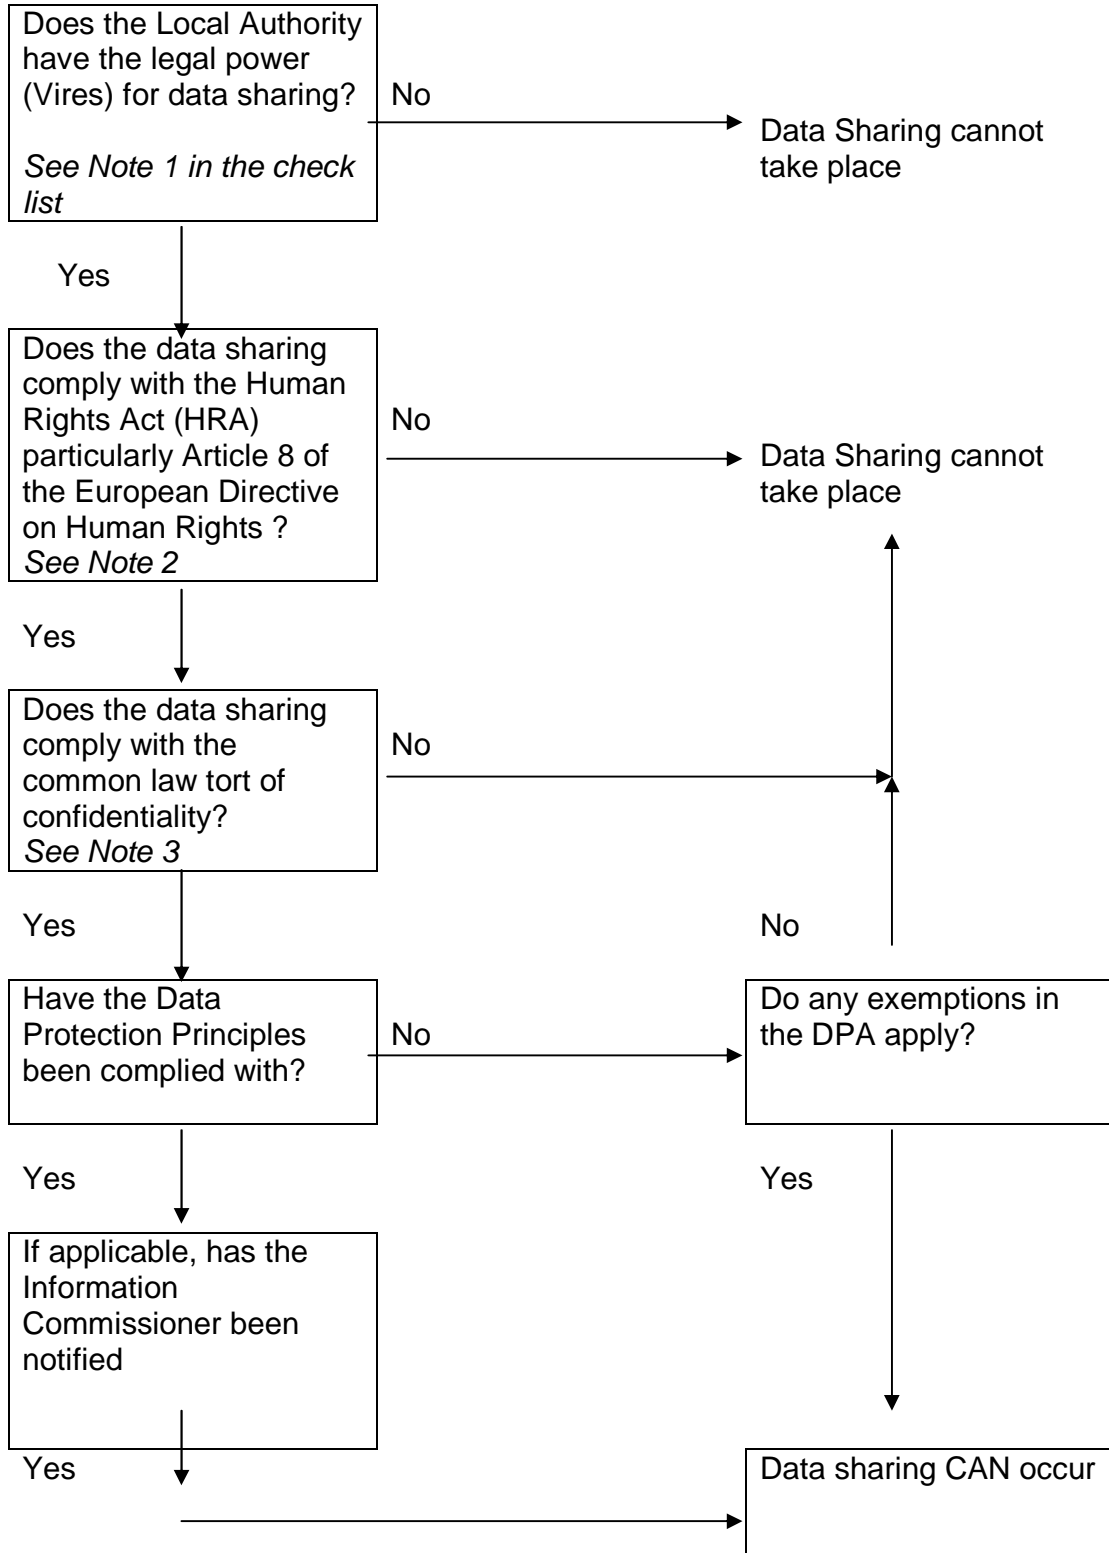 Does the Local Authority
have the legal power
(Vires) for data sharing?
See Note 1 in the check
list
No
Data Sharing cannot
take place
Yes
Does the data sharing
comply with the Human
Rights Act (HRA)
particularly Article 8 of
the European Directive
on Human Rights ?
See Note 2
No
Data Sharing cannot
take place
Yes
Does the data sharing
comply with the
common law tort of
confidentiality?
See Note 3
No
Yes
No
Have the Data
Protection Principles
been complied with?
No
Do any exemptions in
the DPA apply?
Yes
Yes
If applicable, has the
Information
Commissioner been
notified
Yes
Data sharing CAN occur